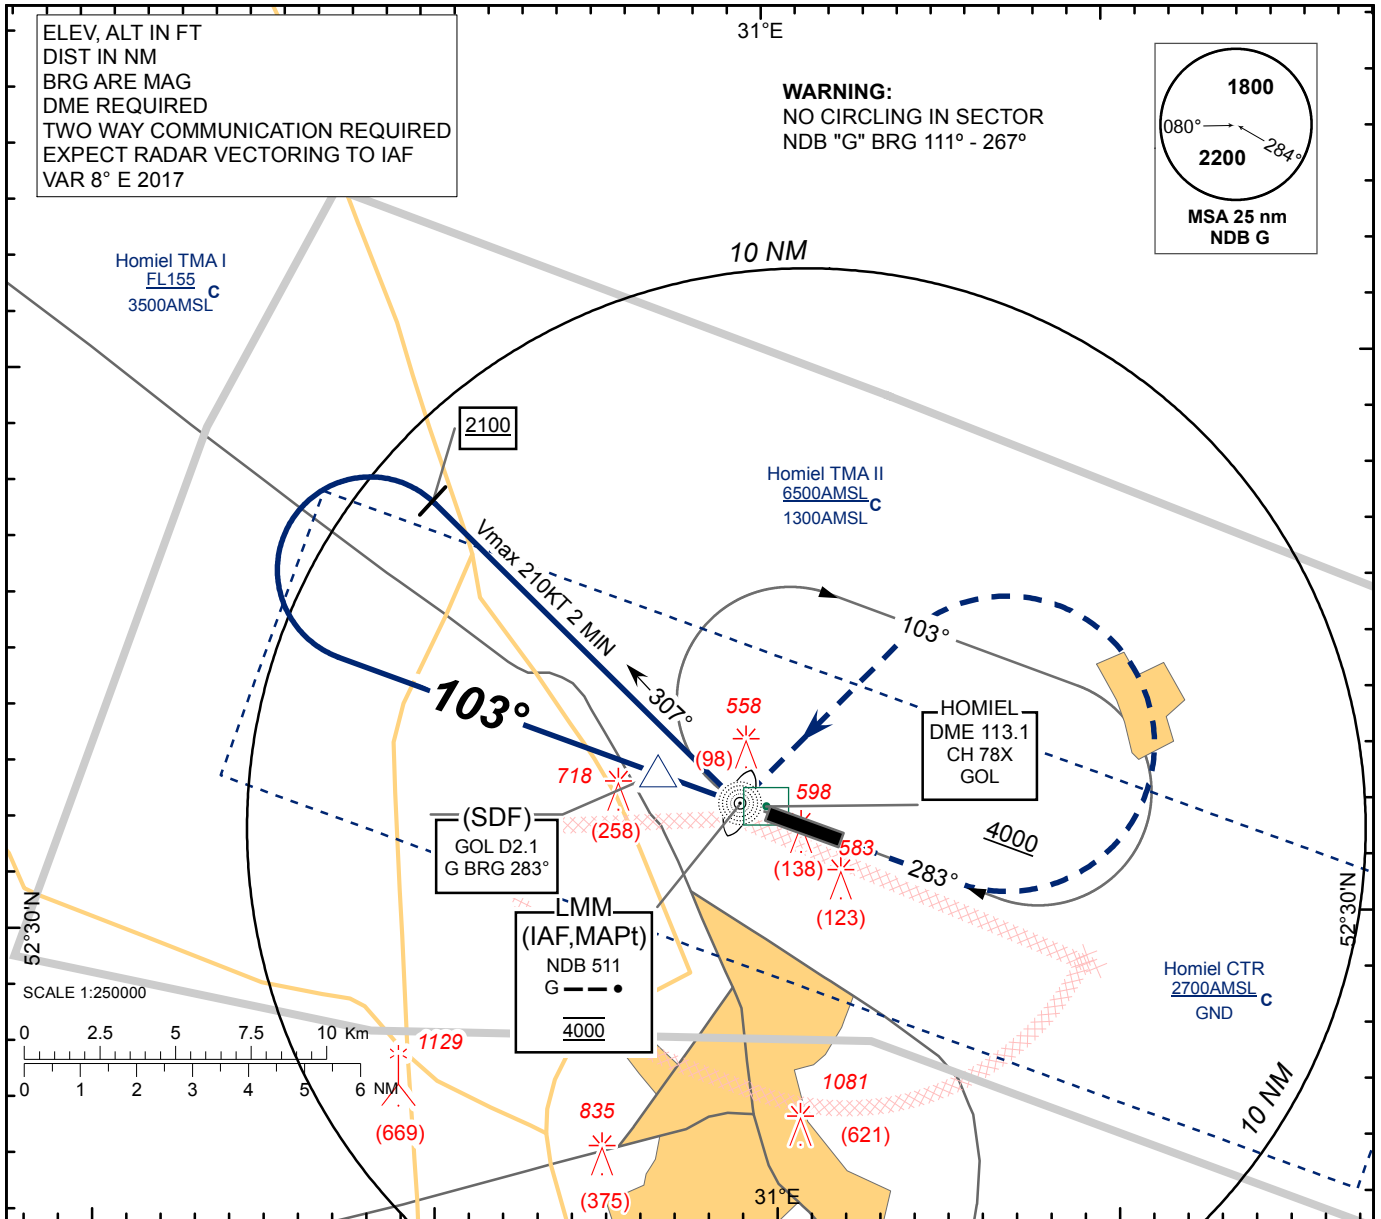 ELEV, ALT IN FT
DIST IN NM
BRG ARE MAG
DME REQUIRED
TWO WAY COMMUNICATION REQUIRED
EXPECT RADAR VECTORING TO IAF
VAR 8° E 2017
31°E
WARNING:
NO CIRCLING IN SECTOR
NDB "G" BRG 111º - 267º
1800
080°
284°
2200
MSA 25 nm
NDB G
10 NM
Homiel TMA I
FL155
C
3500AMSL
2100
Homiel TMA II
6500AMSL
C
1300AMSL
Vmax 210KT 2 MIN
307°
103°
103°
558
(98)
HOMIEL
DME 113.1
CH 78X
GOL
718
(258)
598
(138)
583
(123)
4000
283°
(SDF)
GOL D2.1
G BRG 283°
LMM
(IAF,MAPt)
NDB 511
G
4000
52°30'N
52°30'N
Homiel CTR
2700AMSL
C
GND
SCALE 1:250000
0 2.5 5 7.5 10 Km
0 1 2 3 4 5 6 NM
1129
(669)
835
(375)
1081
(621)
10 NM
31°E